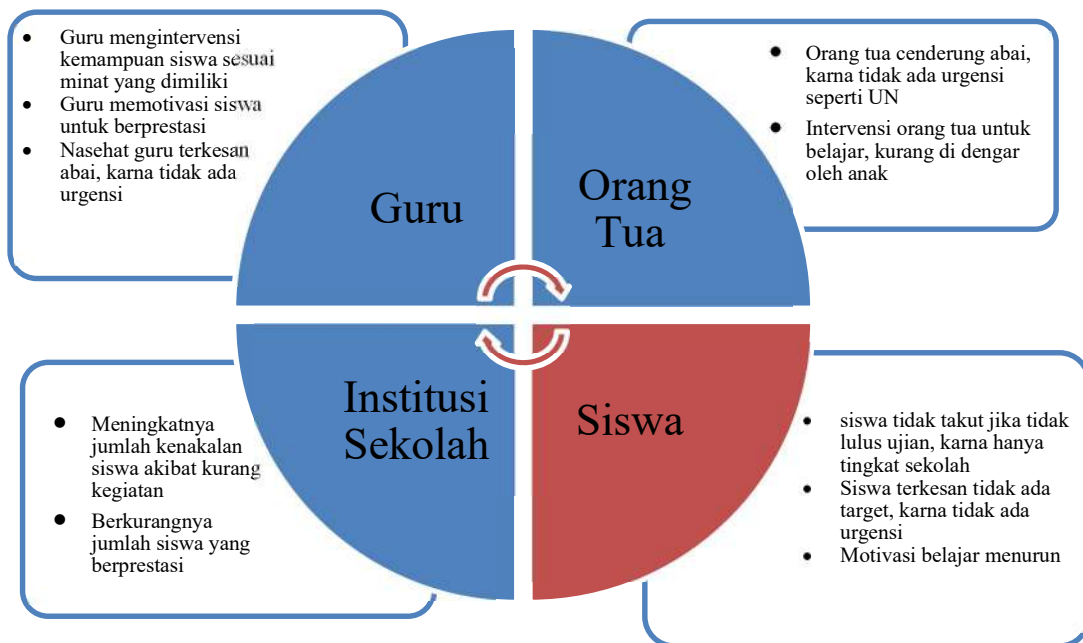 • Guru mengintervensi
kemampuan siswa sesuai
minat yang dimiliki
• Guru memotivasi siswa
untuk berprestasi
• Nasehat guru terkesan
abai, karna tidak ada
urgensi
• Orang tua cenderung abai,
karna tidak ada urgensi
seperti UN
• Intervensi orang tua untuk
belajar, kurang di dengar
oleh anak
Guru
Orang
Tua
Institusi
Sekolah
Siswa
• Meningkatnya
jumlah kenakalan
siswa akibat kurang
kegiatan
• Berkurangnya
jumlah siswa yang
berprestasi
• siswa tidak takut jika tidak
lulus ujian, karna hanya
tingkat sekolah
• Siswa terkesan tidak ada
target, karna tidak ada
urgensi
• Motivasi belajar menurun